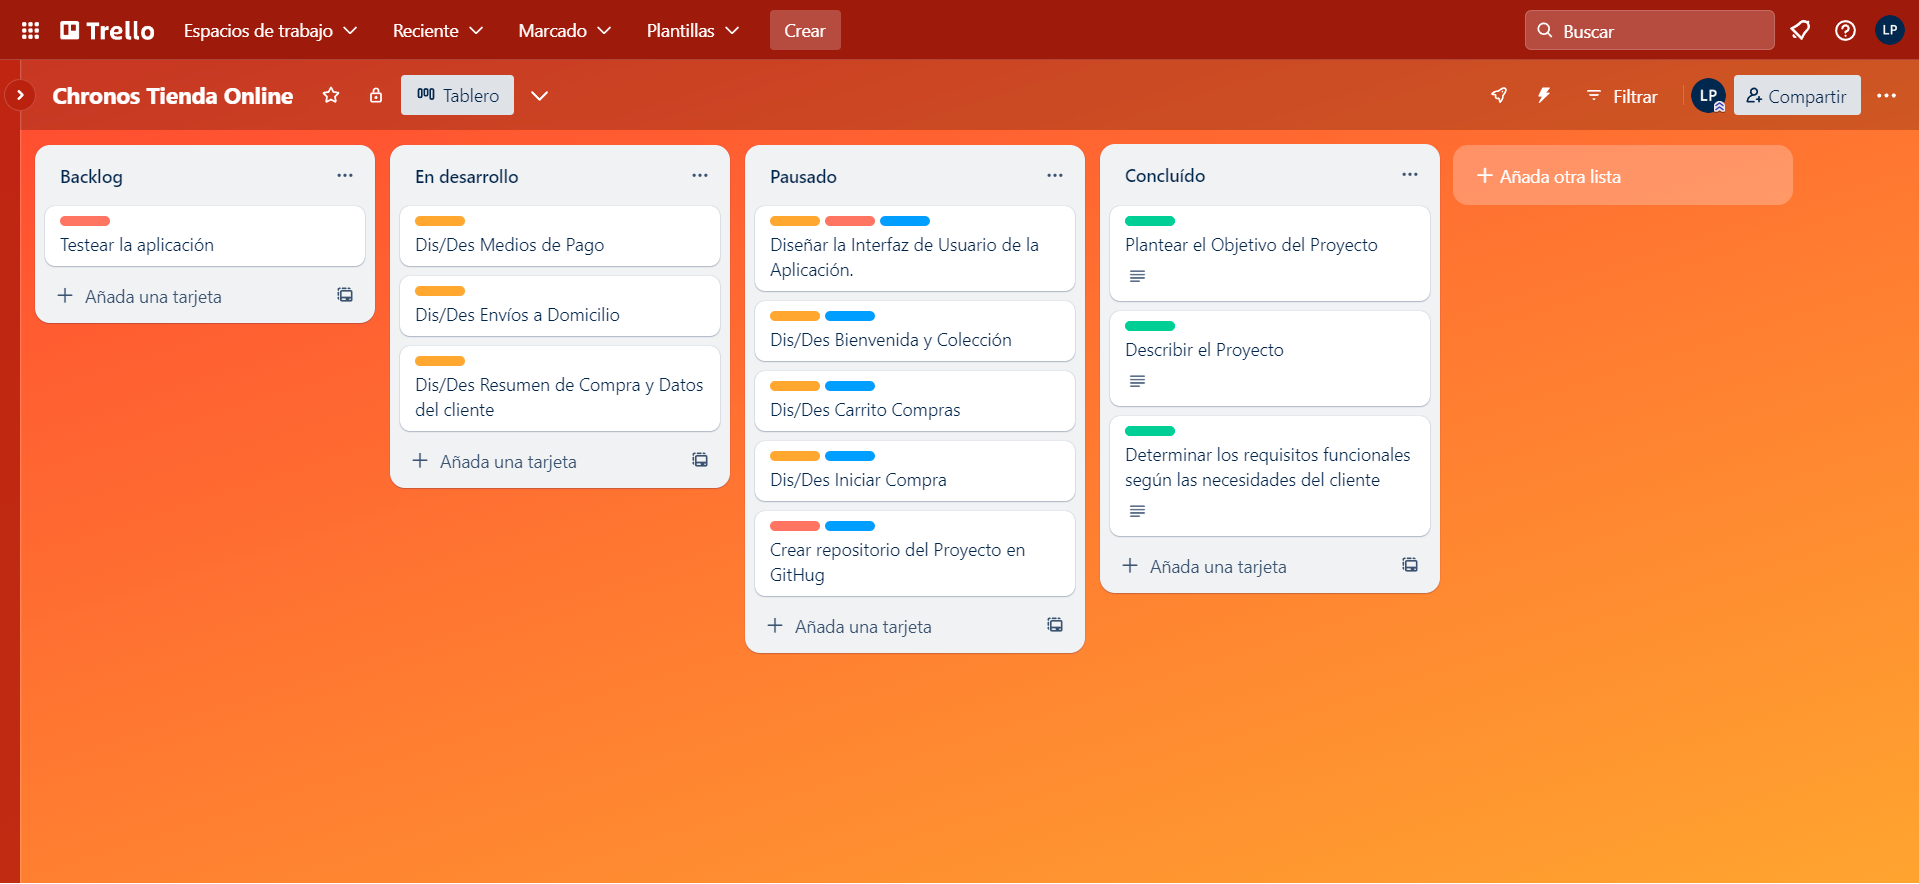 Trello
Espacios de trabajo
Reciente
Marcado
Plantillas
Crear
Buscar
LP
Chronos Tienda Online
Tablero
Filtrar
LP
Compartir
Backlog
Testear la aplicación
Añada una tarjeta
En desarrollo
Dis/Des Medios de Pago
Dis/Des Envíos a Domicilio
Dis/Des Resumen de Compra y Datos
del cliente
Añada una tarjeta
Pausado
Diseñar la Interfaz de Usuario de la
Aplicación.
Dis/Des Bienvenida y Colección
Dis/Des Carrito Compras
Dis/Des Iniciar Compra
Crear repositorio del Proyecto en
GitHug
Añada una tarjeta
Concluído
Plantear el Objetivo del Proyecto
Describir el Proyecto
Determinar los requisitos funcionales
según las necesidades del cliente
Añada una tarjeta
Añada otra lista